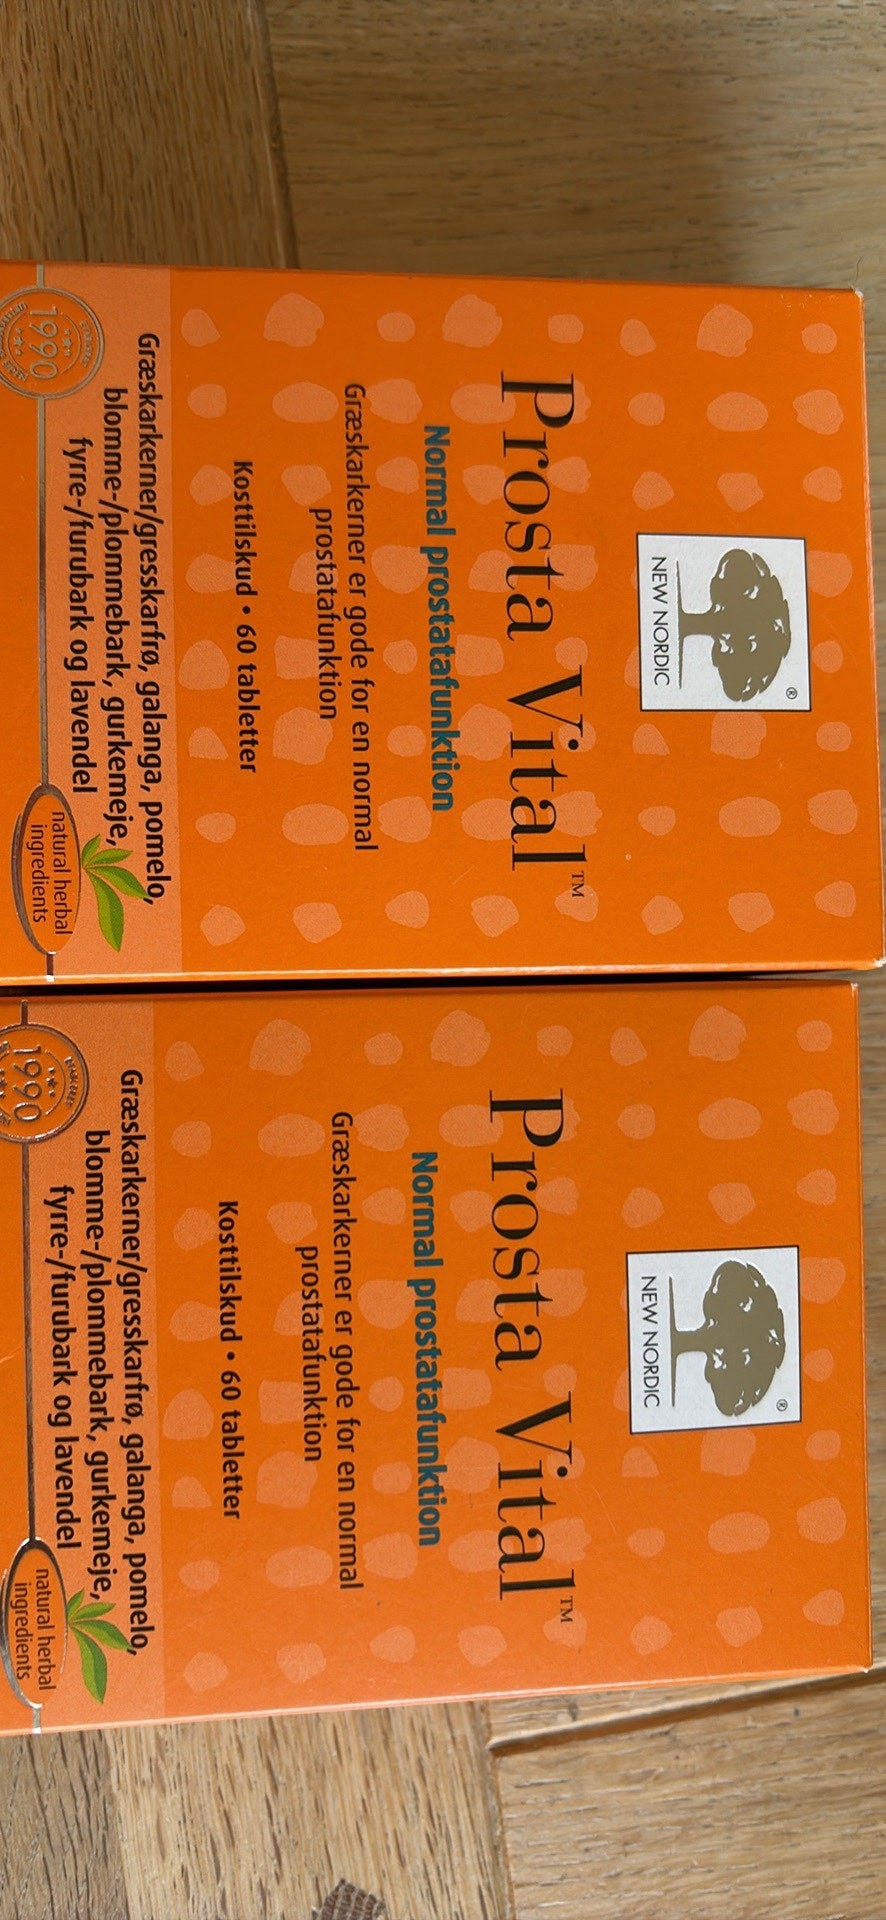 NEW NORDIC
®
Prosta Vital™
Normal prostatafunktion
Græskarkerner er gode for en normal
prostatafunktion
Kosttilskud • 60 tabletter
Græskarkerner/gresskarfrø, galanga, pomelo,
blomme-/plommebark, gurkemeje,
fyrre-/furubark og lavendel
1990
natural herbal
ingredients
NEW NORDIC
®
Prosta Vital™
Normal prostatafunktion
Græskarkerner er gode for en normal
prostatafunktion
Kosttilskud • 60 tabletter
Græskarkerner/gresskarfrø, galanga, pomelo,
blomme-/plommebark, gurkemeje,
fyrre-/furubark og lavendel
1990
natural herbal
ingredients